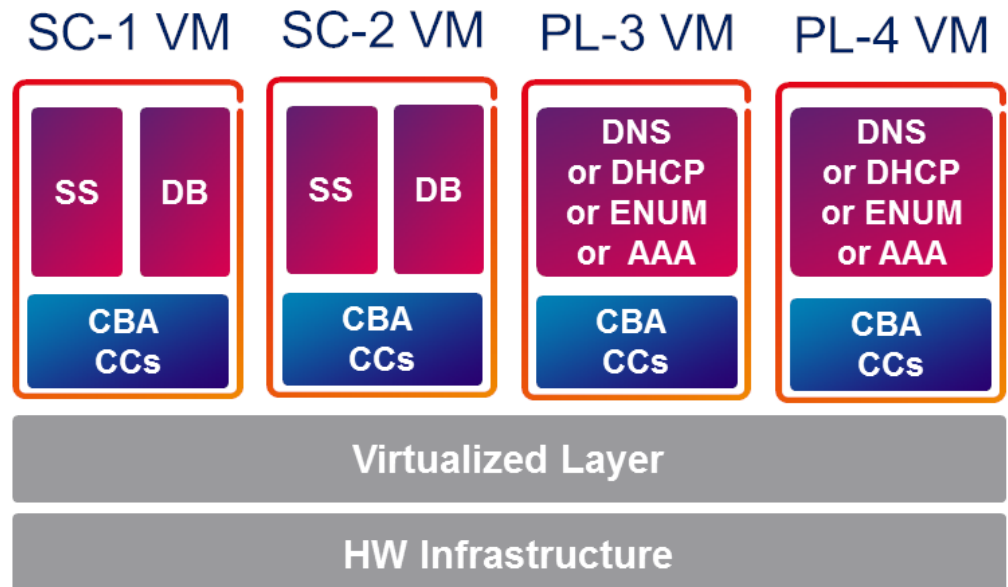 SC-1 VM
SC-2 VM
PL-3 VM
PL-4 VM
SS
DB
CBA
CCs
SS
DB
CBA
CCs
DNS
or DHCP
or ENUM
or AAA
CBA
CCs
DNS
or DHCP
or ENUM
or AAA
CBA
CCs
Virtualized Layer
HW Infrastructure